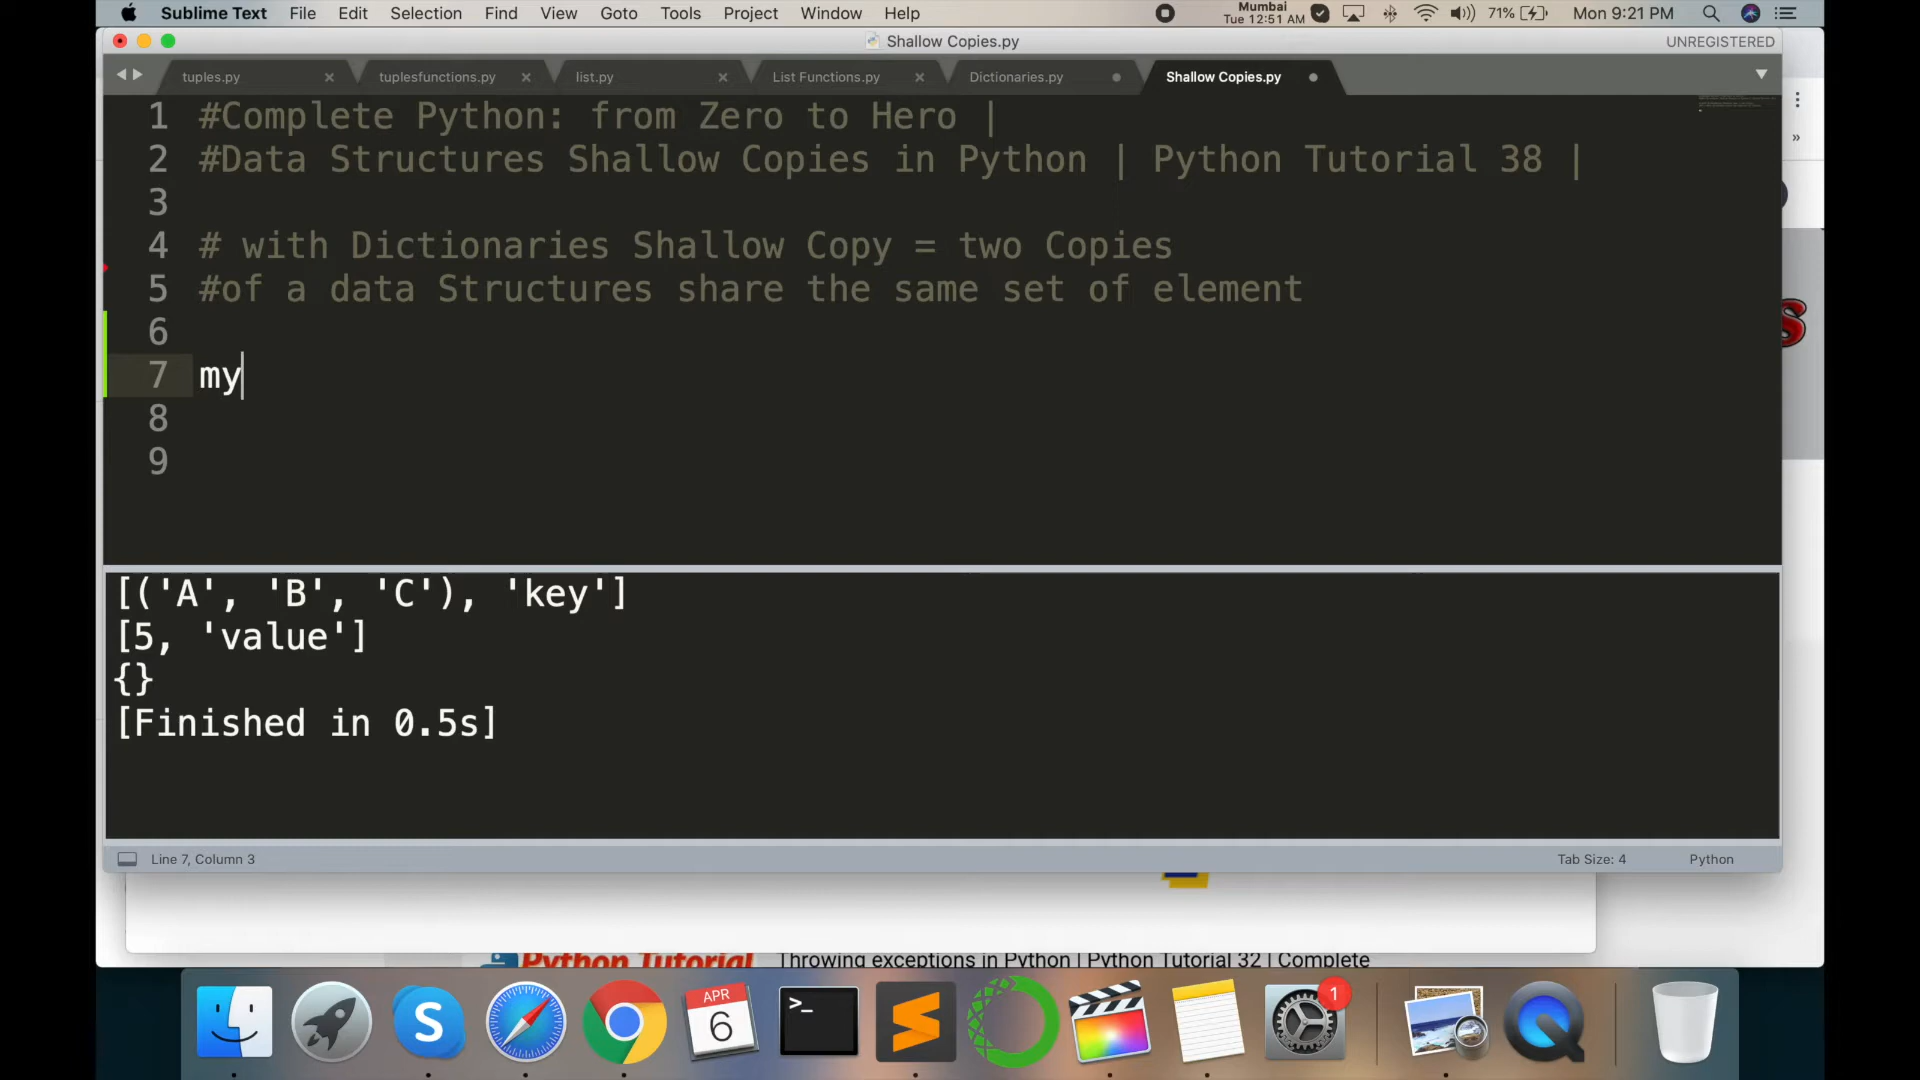 Sublime Text File Edit Selection Find View Goto Tools Project Window Help Mumbai Tue 12:51 AM 71% Mon 9:21 PM
Shallow Copies.py UNREGISTERED
tuples.py tuplesfunctions.py list.py List Functions.py Dictionaries.py Shallow Copies.py
1 #Complete Python: from Zero to Hero |
2 #Data Structures Shallow Copies in Python | Python Tutorial 38 |
3
4 # with Dictionaries Shallow Copy = two Copies
5 #of a data Structures share the same set of element
6
7 my
8
9
[('A', 'B', 'C'), 'key']
[5, 'value']
{}
[Finished in 0.5s]
Line 7, Column 3 Tab Size: 4 Python
Python Tutorial Throwing exceptions in Python | Python Tutorial 32 | Complete
APR
6
1